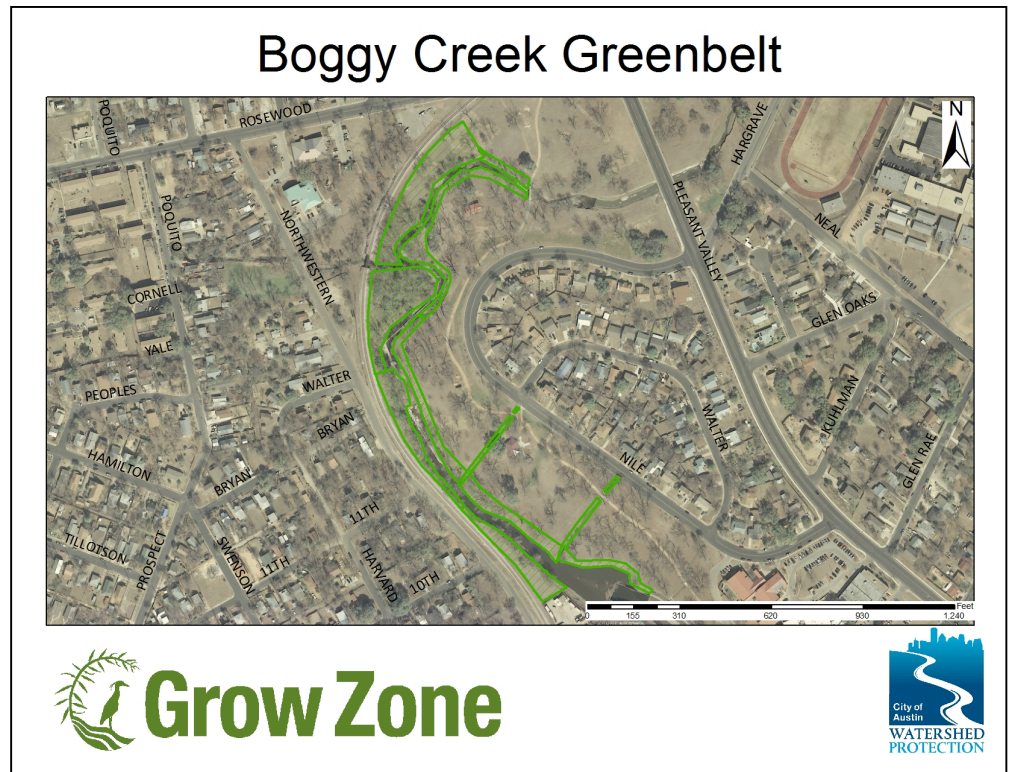 Boggy Creek Greenbelt
POQUITO
ROSEWOOD
HARGRAVE
N
POQUITO
NORTHWESTERN
PLEASANT VALLEY
NEAL
CORNELL
GLEN OAKS
YALE
PEOPLES
WALTER
BRYAN
WALTER
KUHLMAN
GLEN RAE
HAMILTON
BRYAN
NILE
11TH
TILLOTSON
PROSPECT
SWENSON
11TH
HARVARD
10TH
Feet
0 155 310 620 930 1,240
Grow Zone
City of
Austin
WATERSHED
PROTECTION